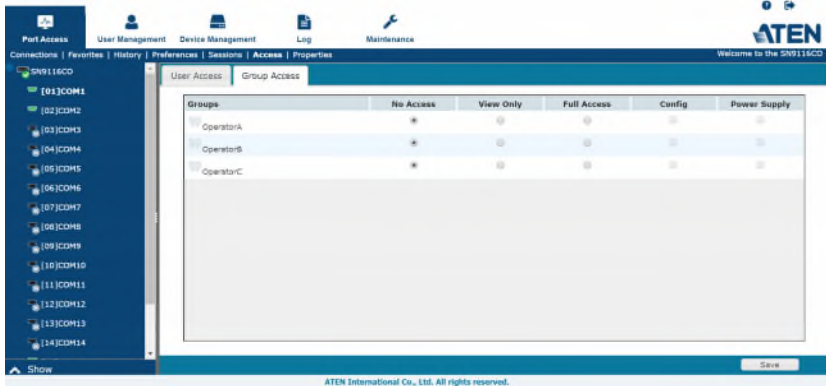 Port Access
User Management
Device Management
Log
Maintenance
ATEN
Connections | Favorites | History | Preferences | Sessions | Access | Properties
Welcome to the SN9116CO
SN9116CO
[01]COM1
[02]COM2
[03]COM3
[04]COM4
[05]COM5
[06]COM6
[07]COM7
[08]COM8
[09]COM9
[10]COM10
[11]COM11
[12]COM12
[13]COM13
[14]COM14
Show
User Access
Group Access
Groups No Access View Only Full Access Config Power Supply
OperatorA
OperatorB
OperatorC
Save
ATEN International Co., Ltd. All rights reserved.